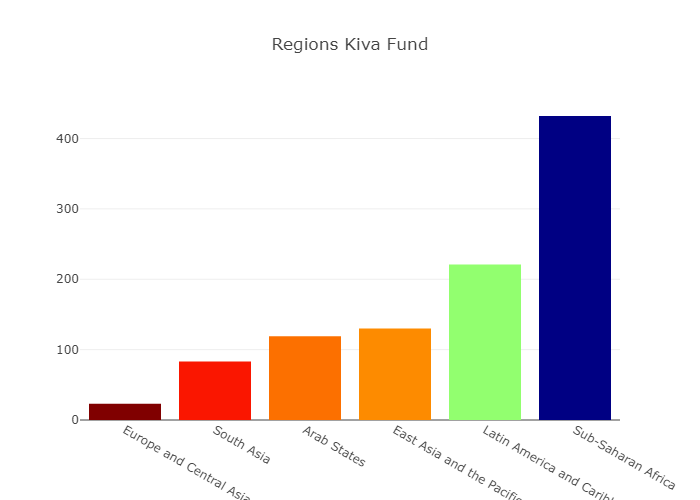 Regions Kiva Fund
400
300
200
100
0
Europe and Central Asia
South Asia
Arab States
East Asia and the Pacific
Latin America and
Sub-Saharan Africa